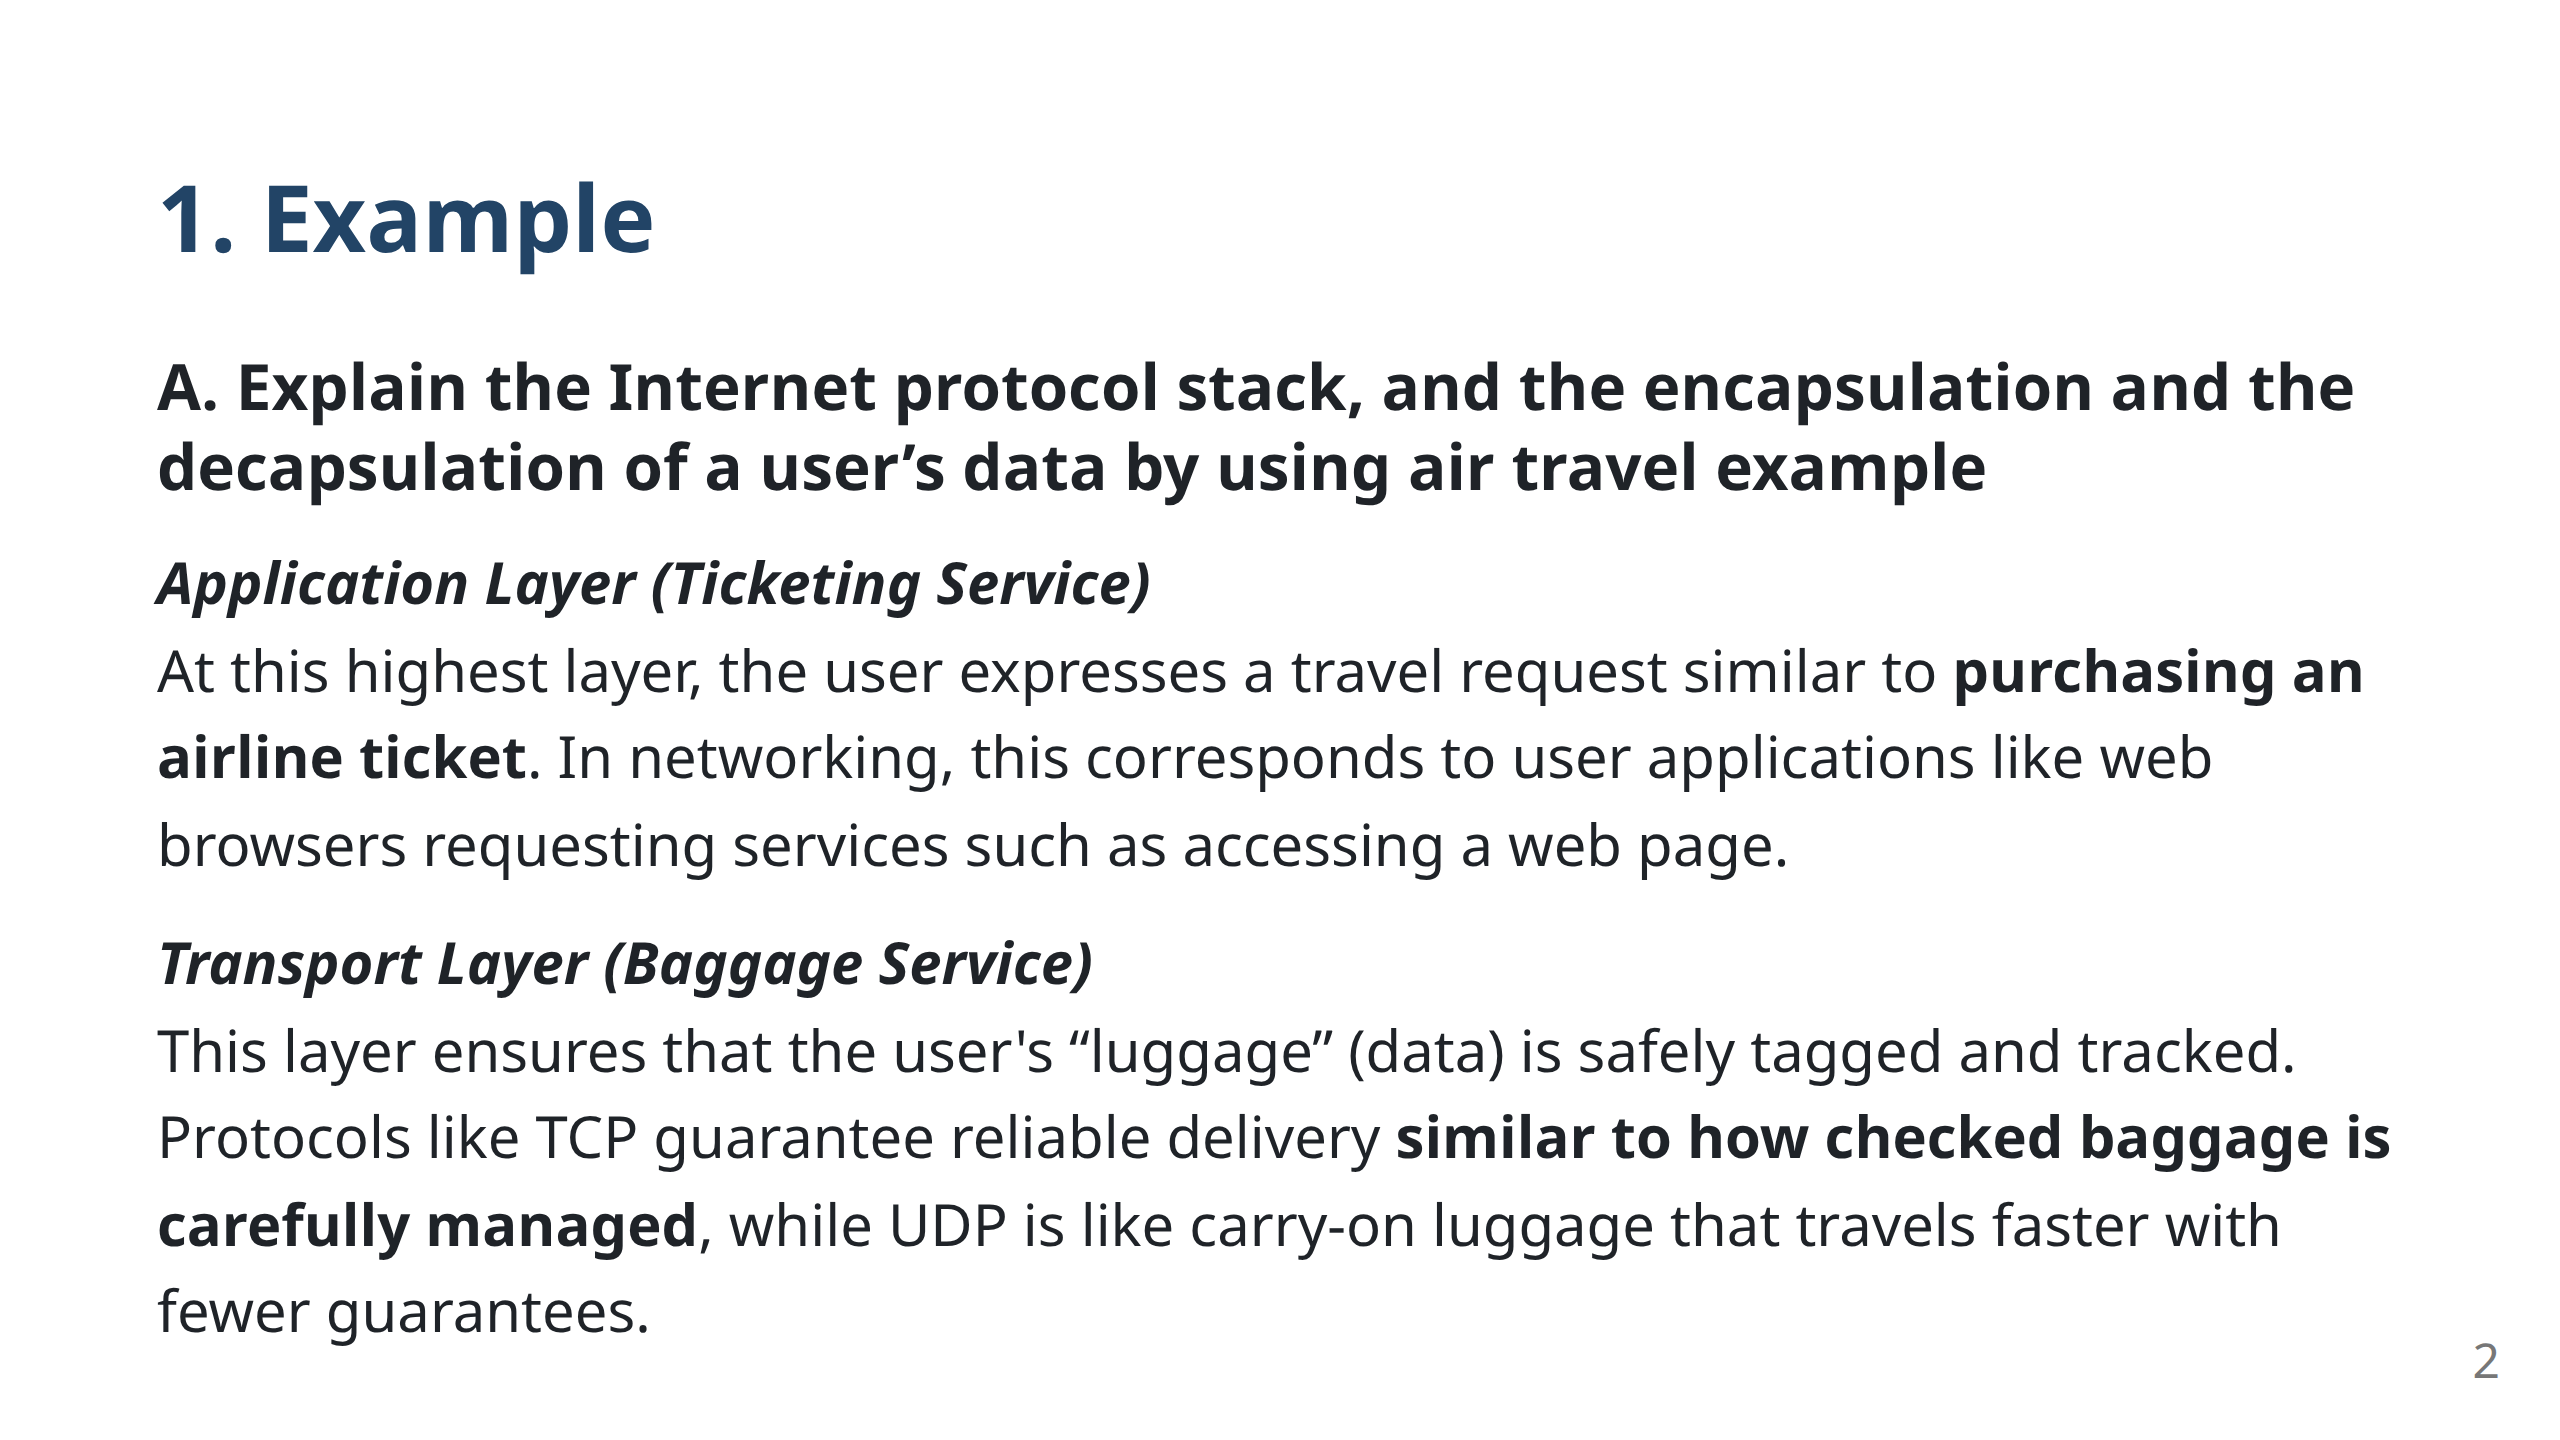 1. Example
A. Explain the Internet protocol stack, and the encapsulation and the
decapsulation of a user’s data by using air travel example
Application Layer (Ticketing Service)
At this highest layer, the user expresses a travel request similar to purchasing an
airline ticket. In networking, this corresponds to user applications like web
browsers requesting services such as accessing a web page.
Transport Layer (Baggage Service)
This layer ensures that the user's “luggage” (data) is safely tagged and tracked.
Protocols like TCP guarantee reliable delivery similar to how checked baggage is
carefully managed, while UDP is like carry-on luggage that travels faster with
fewer guarantees.
2